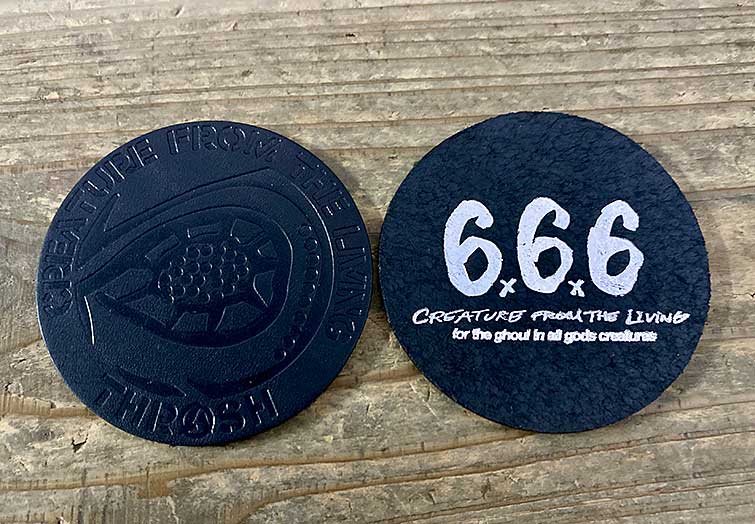 CREATURE FROM THE LIVING
THRASH
6x6x6
CREATURE FROM THE LIVING
for the ghoul in all gods creatures